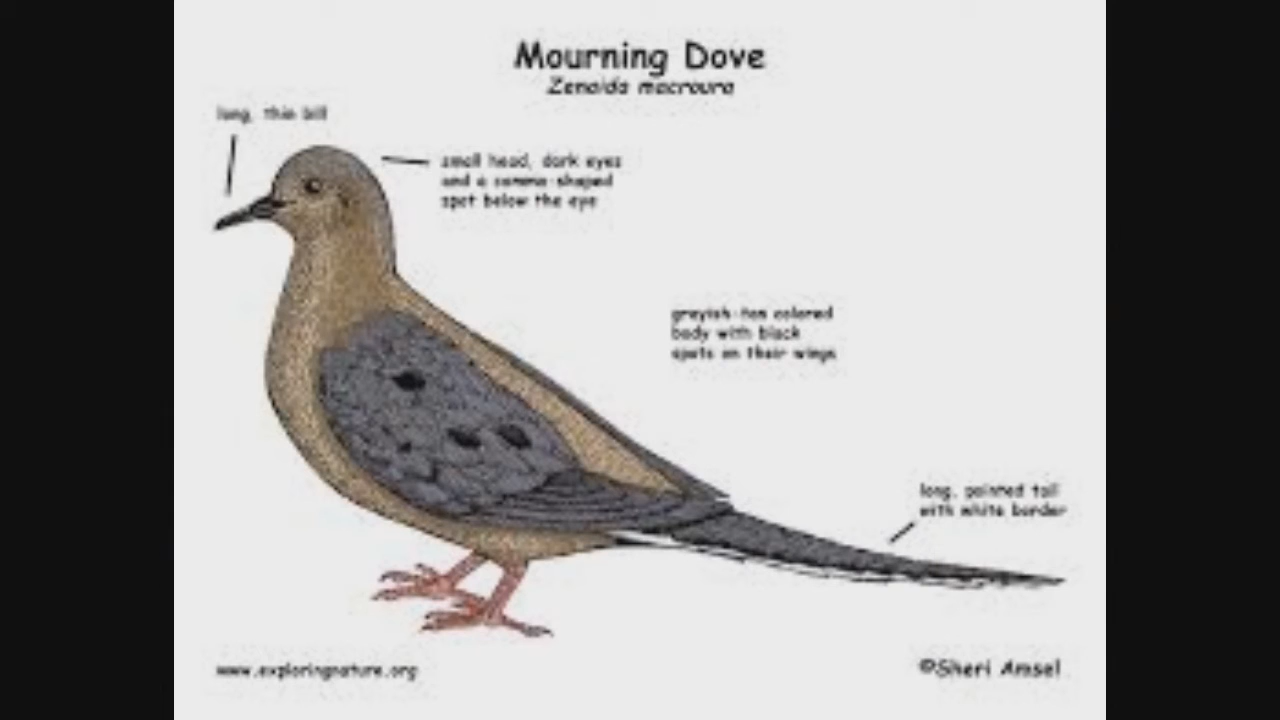 Mourning Dove
Zenaida macroura
long, thin bill
small head, dark eyes
and a comma-shaped
spot below the eye
greyish-tan colored
body with black
spots on their wings
long, pointed tail
with white border
www.exploringnature.org
©Sheri Amsel